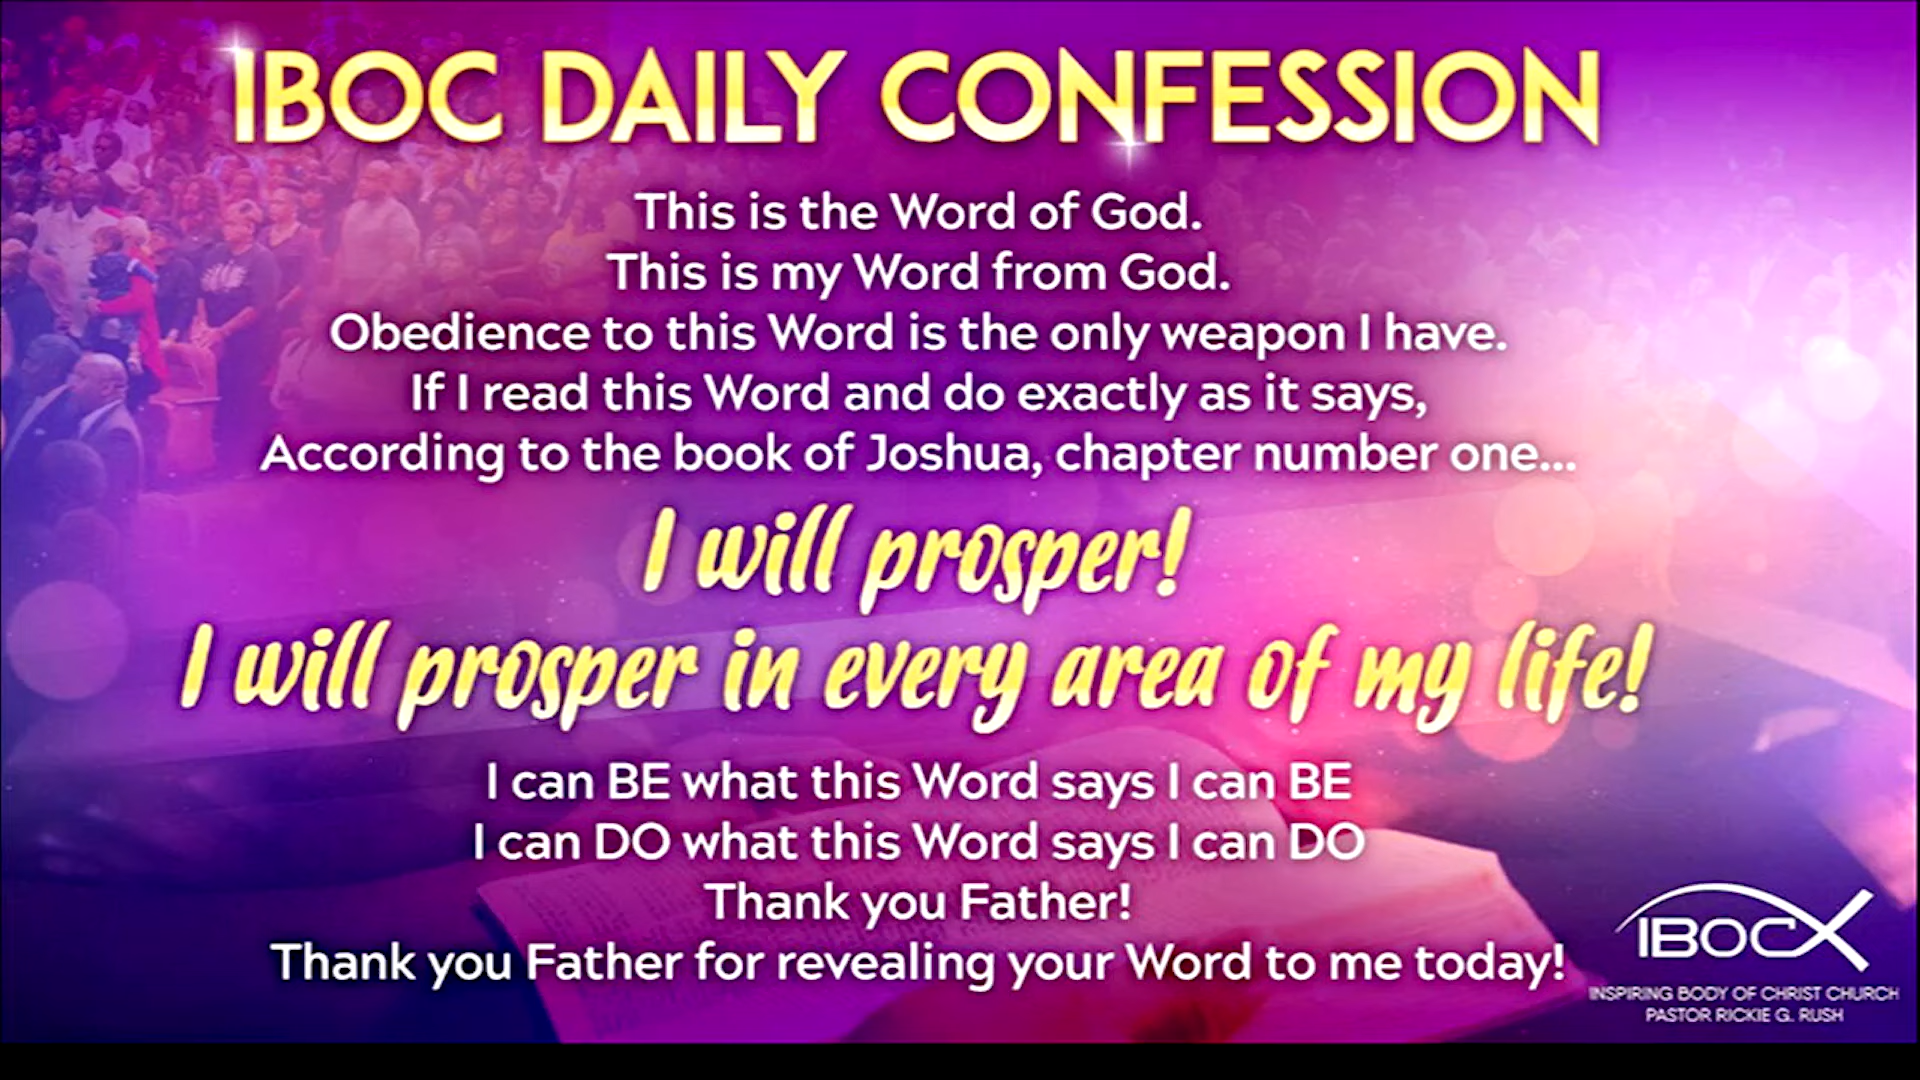 IBOC DAILY CONFESSION
This is the Word of God.
This is my Word from God.
Obedience to this Word is the only weapon I have.
If I read this Word and do exactly as it says,
According to the book of Joshua, chapter number one...
I will prosper!
I will prosper in every area of my life!
I can BE what this Word says I can BE
I can DO what this Word says I can DO
Thank you Father!
Thank you Father for revealing your Word to me today!
IBOC
INSPIRING BODY OF CHRIST CHURCH
PASTOR RICKIE G. RUSH